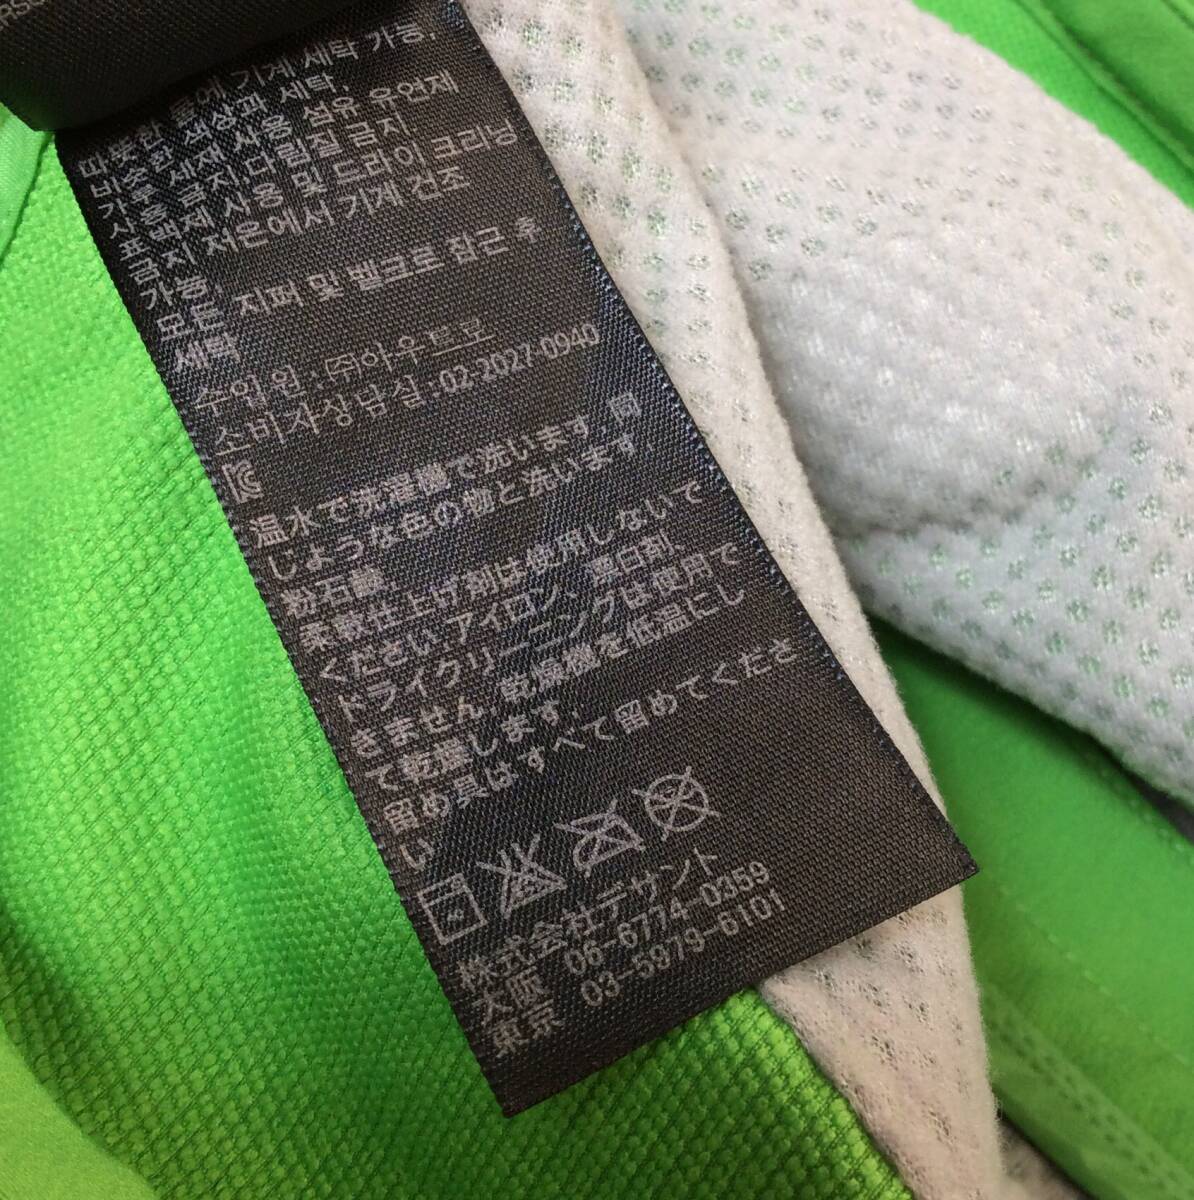 따뜻한 물에 기계 세탁 가능,
비슷한 색상과 세탁,
가루 세제 사용 섬유 유연제
사용 금지.다림질 금지.
표백제 사용 및 드라이 크리닝
금지 저온에서 기계 건조
가능
모든 지퍼 및 벨크로 잠근 후
세탁
수입원:㈜아우트로
소비자상담실:02-2027-0940
温水で洗濯機で洗います,同
じような色の物と洗います,
粉石鹸,
柔軟仕上げ剤は使用しないで
ください,アイロン、漂白剤
ドライクリーニングは使用で
きません,乾燥機を低温にし
て乾燥します.
留め具はすべて留めてくださ
い
株式会社デサント
大阪 06-6774-0359
東京 03-5979-6101